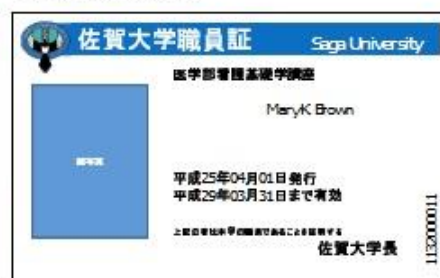 佐賀大学職員証 Saga University
医学部看護基礎学講座
MaryK Brown
平成25年04月01日発行
平成29年03月31日まで有効
上記の者は本学の職員であることを証明する
佐賀大学長
1132000011